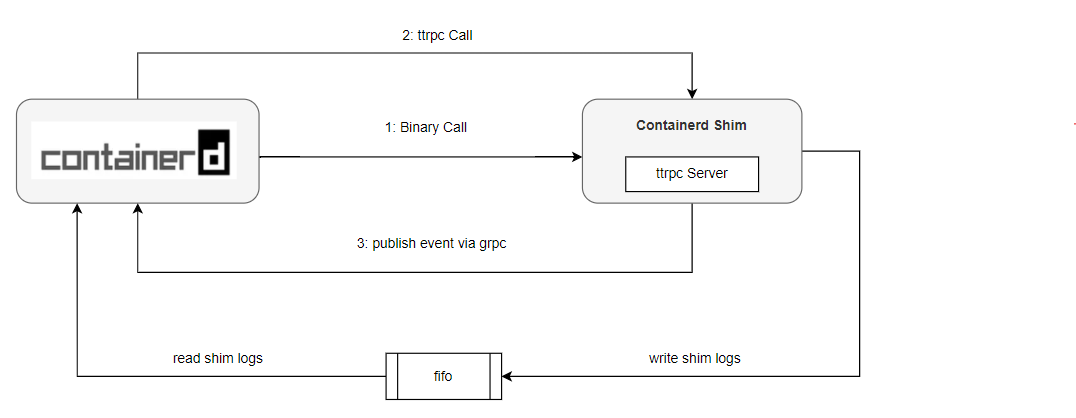 2: ttrpc Call
1: Binary Call
Containerd Shim
containerd
ttrpc Server
3: publish event via grpc
read shim logs
write shim logs
fifo